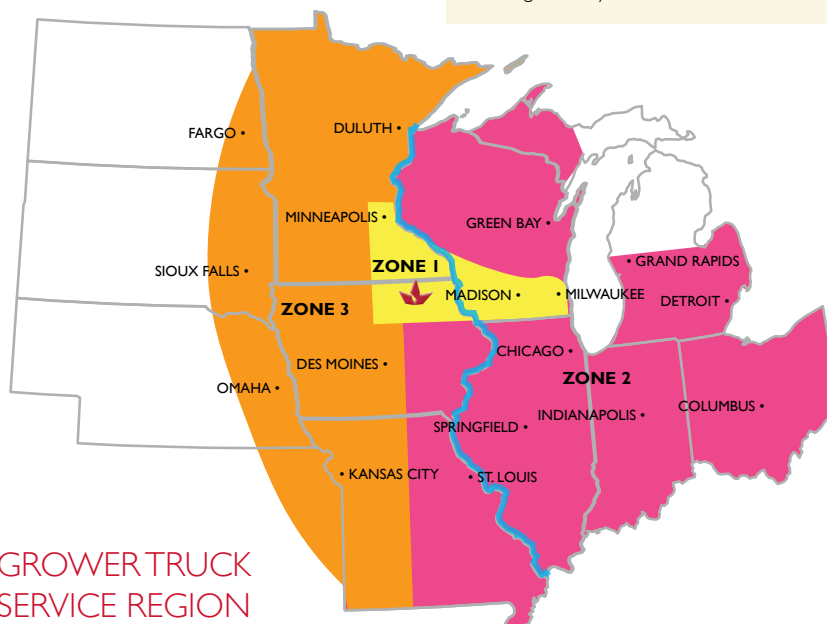 FARGO
DULUTH
MINNEAPOLIS
GREEN BAY
ZONE 1
GRAND RAPIDS
SIOUX FALLS
MADISON
MILWAUKEE
DETROIT
ZONE 3
CHICAGO
DES MOINES
ZONE 2
OMAHA
INDIANAPOLIS
COLUMBUS
SPRINGFIELD
KANSAS CITY
ST. LOUIS
GROWER TRUCK
SERVICE REGION